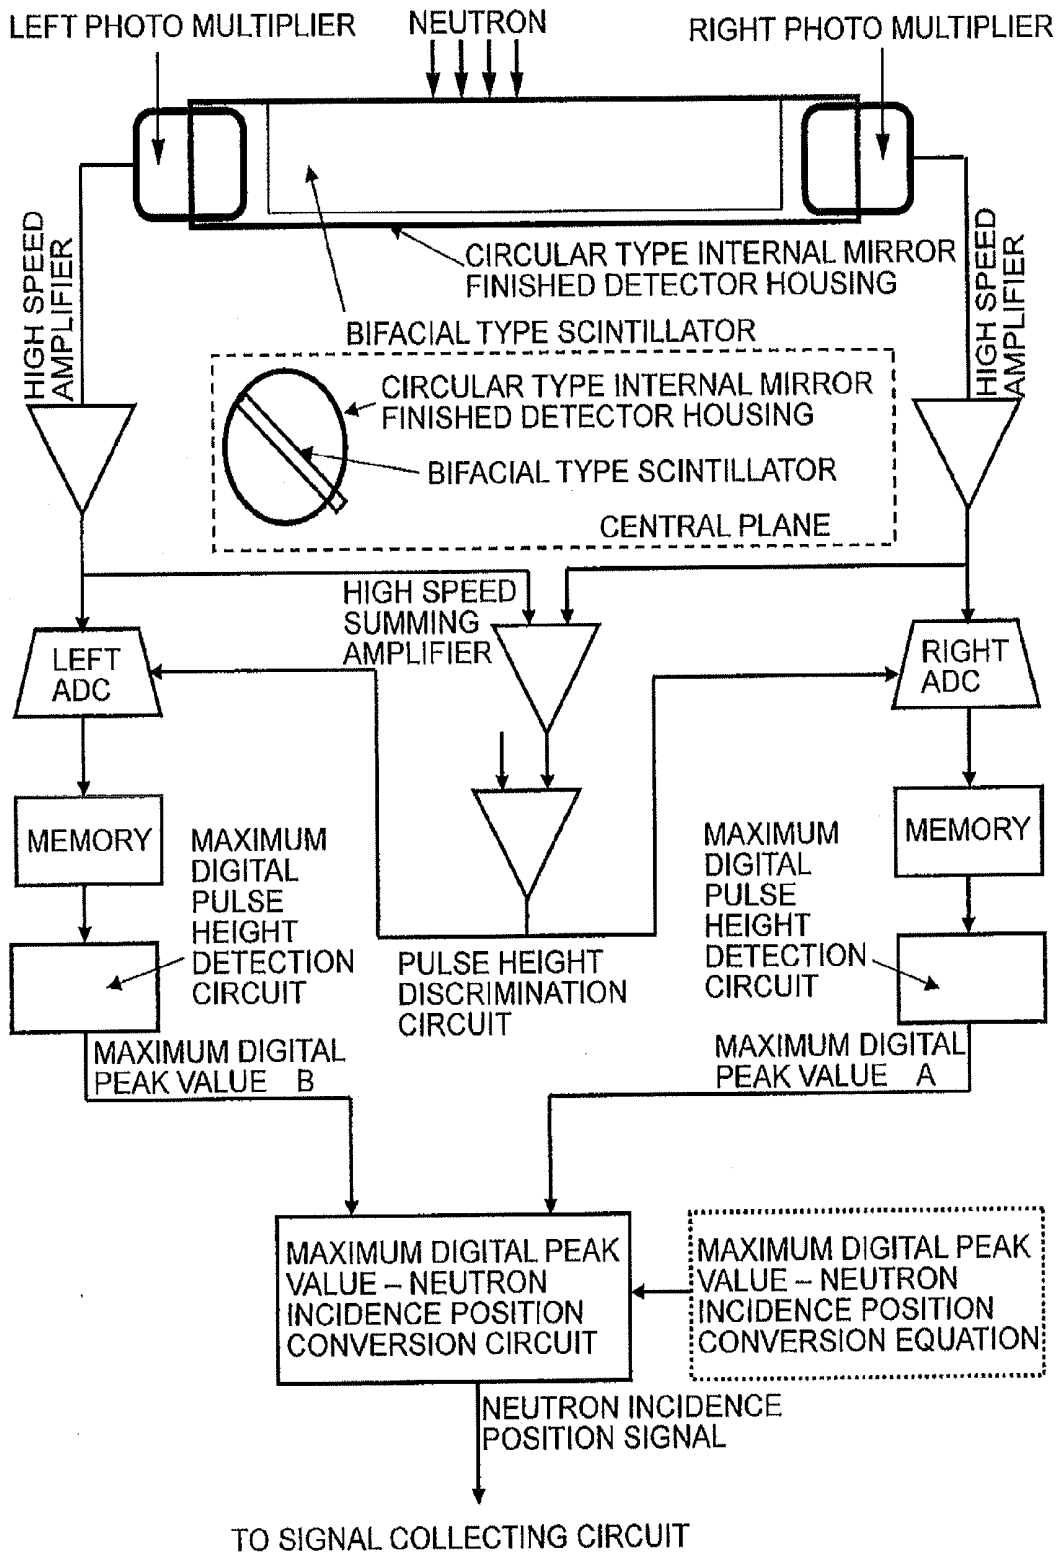 LEFT PHOTO MULTIPLIER
NEUTRON
RIGHT PHOTO MULTIPLIER
HIGH SPEED
AMPLIFIER
CIRCULAR TYPE INTERNAL MIRROR
FINISHED DETECTOR HOUSING
HIGH SPEED
AMPLIFIER
BIFACIAL TYPE SCINTILLATOR
CIRCULAR TYPE INTERNAL MIRROR
FINISHED DETECTOR HOUSING
BIFACIAL TYPE SCINTILLATOR
CENTRAL PLANE
HIGH SPEED
SUMMING
AMPLIFIER
LEFT
ADC
RIGHT
ADC
MEMORY
MAXIMUM
DIGITAL
PULSE
HEIGHT
DETECTION
CIRCUIT
MAXIMUM
DIGITAL
PULSE
HEIGHT
DETECTION
CIRCUIT
MEMORY
PULSE HEIGHT
DISCRIMINATION
CIRCUIT
MAXIMUM DIGITAL
PEAK VALUE B
MAXIMUM DIGITAL
PEAK VALUE A
MAXIMUM DIGITAL PEAK
VALUE – NEUTRON
INCIDENCE POSITION
CONVERSION CIRCUIT
MAXIMUM DIGITAL PEAK
VALUE – NEUTRON
INCIDENCE POSITION
CONVERSION EQUATION
NEUTRON INCIDENCE
POSITION SIGNAL
TO SIGNAL COLLECTING CIRCUIT